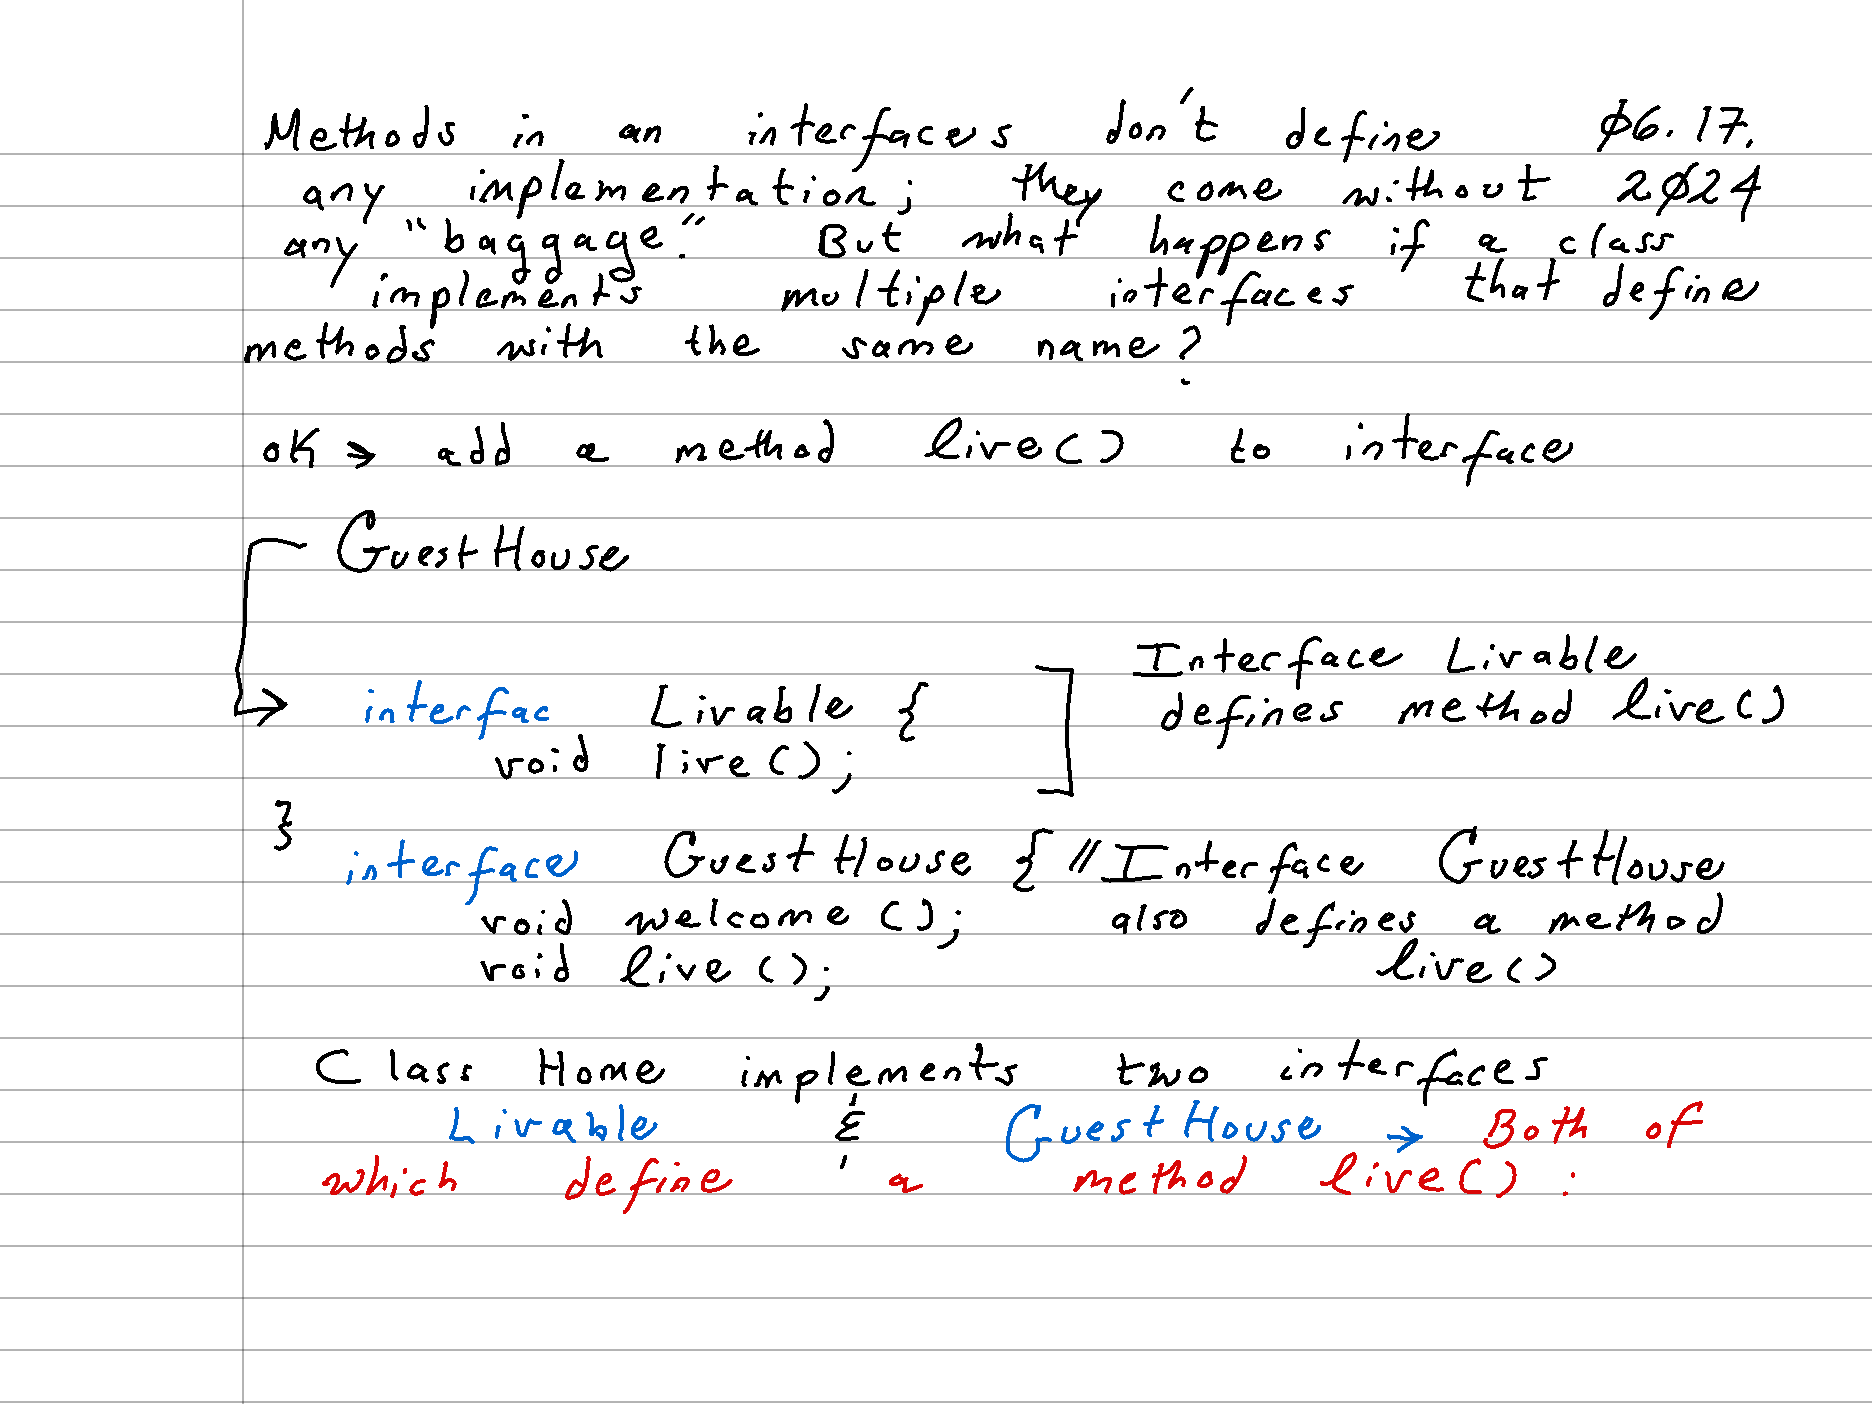 Methods in an interfaces don't define ø6.17.
any implementation; they come without 2ø24
any "baggage." But what happens if a class
implements multiple interfaces that define
methods with the same name?
OK → add a method live() to interface
GuestHouse
Interface Livable
→ interfac Livable { defines method live()
void live();
}
interface GuestHouse { // Interface GuestHouse
void welcome(); also defines a method
void live(); live()
Class Home implements two interfaces
Livable & GuestHouse → Both of
which define a method live() :